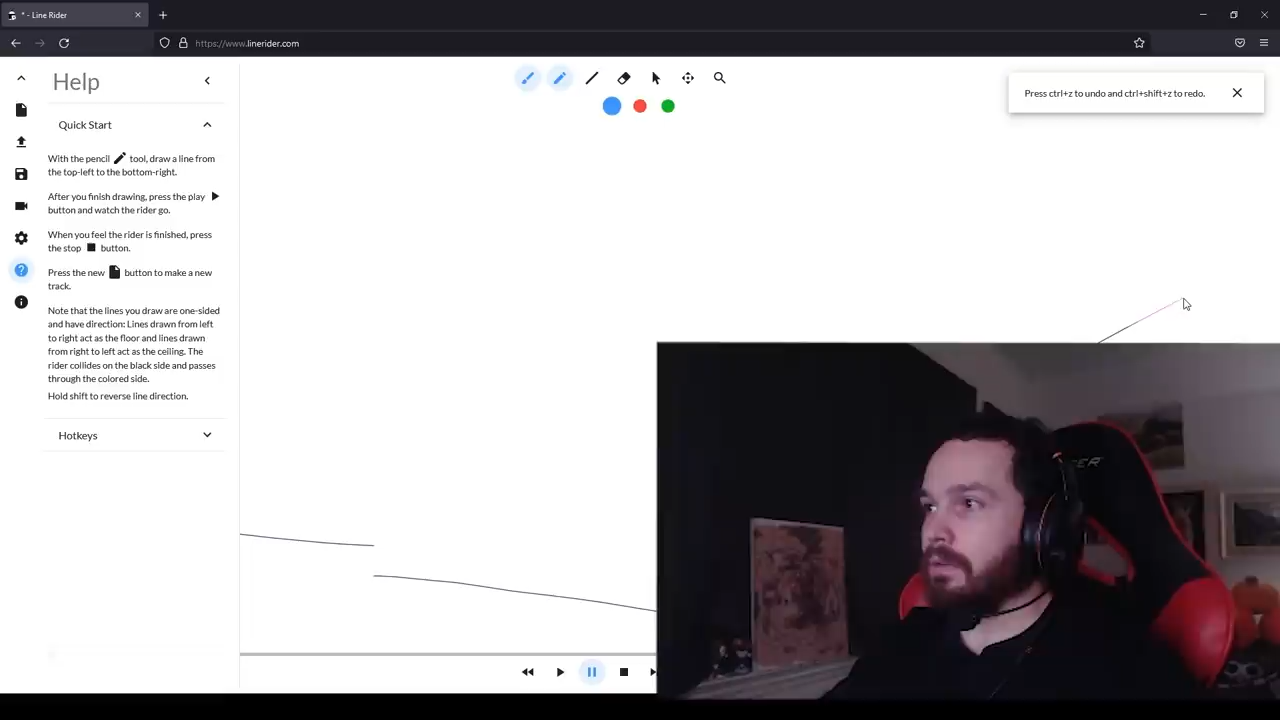 * - Line Rider
https://www.linerider.com
Help
Press ctrl+z to undo and ctrl+shift+z to redo.
Quick Start
With the pencil tool, draw a line from
the top-left to the bottom-right.
After you finish drawing, press the play
button and watch the rider go.
When you feel the rider is finished, press
the stop button.
Press the new button to make a new
track.
Note that the lines you draw are one-sided
and have direction: Lines drawn from left
to right act as the floor and lines drawn
from right to left act as the ceiling. The
rider collides on the black side and passes
through the colored side.
Hold shift to reverse line direction.
Hotkeys